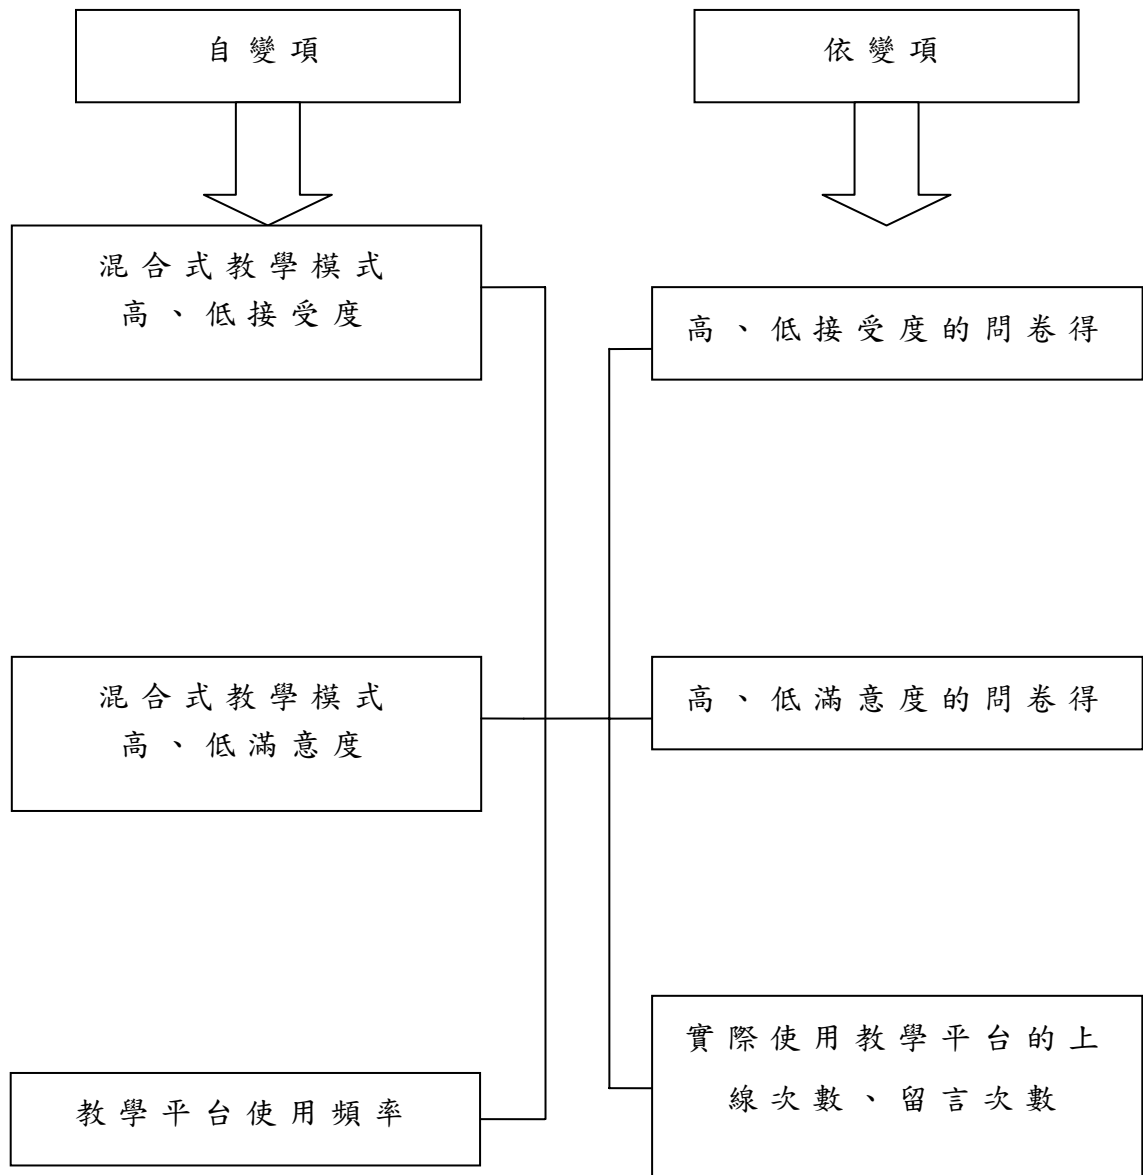 自變項
依變項
混合式教學模式
高、低接受度
高、低接受度的問卷得
混合式教學模式
高、低滿意度
高、低滿意度的問卷得
教學平台使用頻率
實際使用教學平台的上
線次數、留言次數